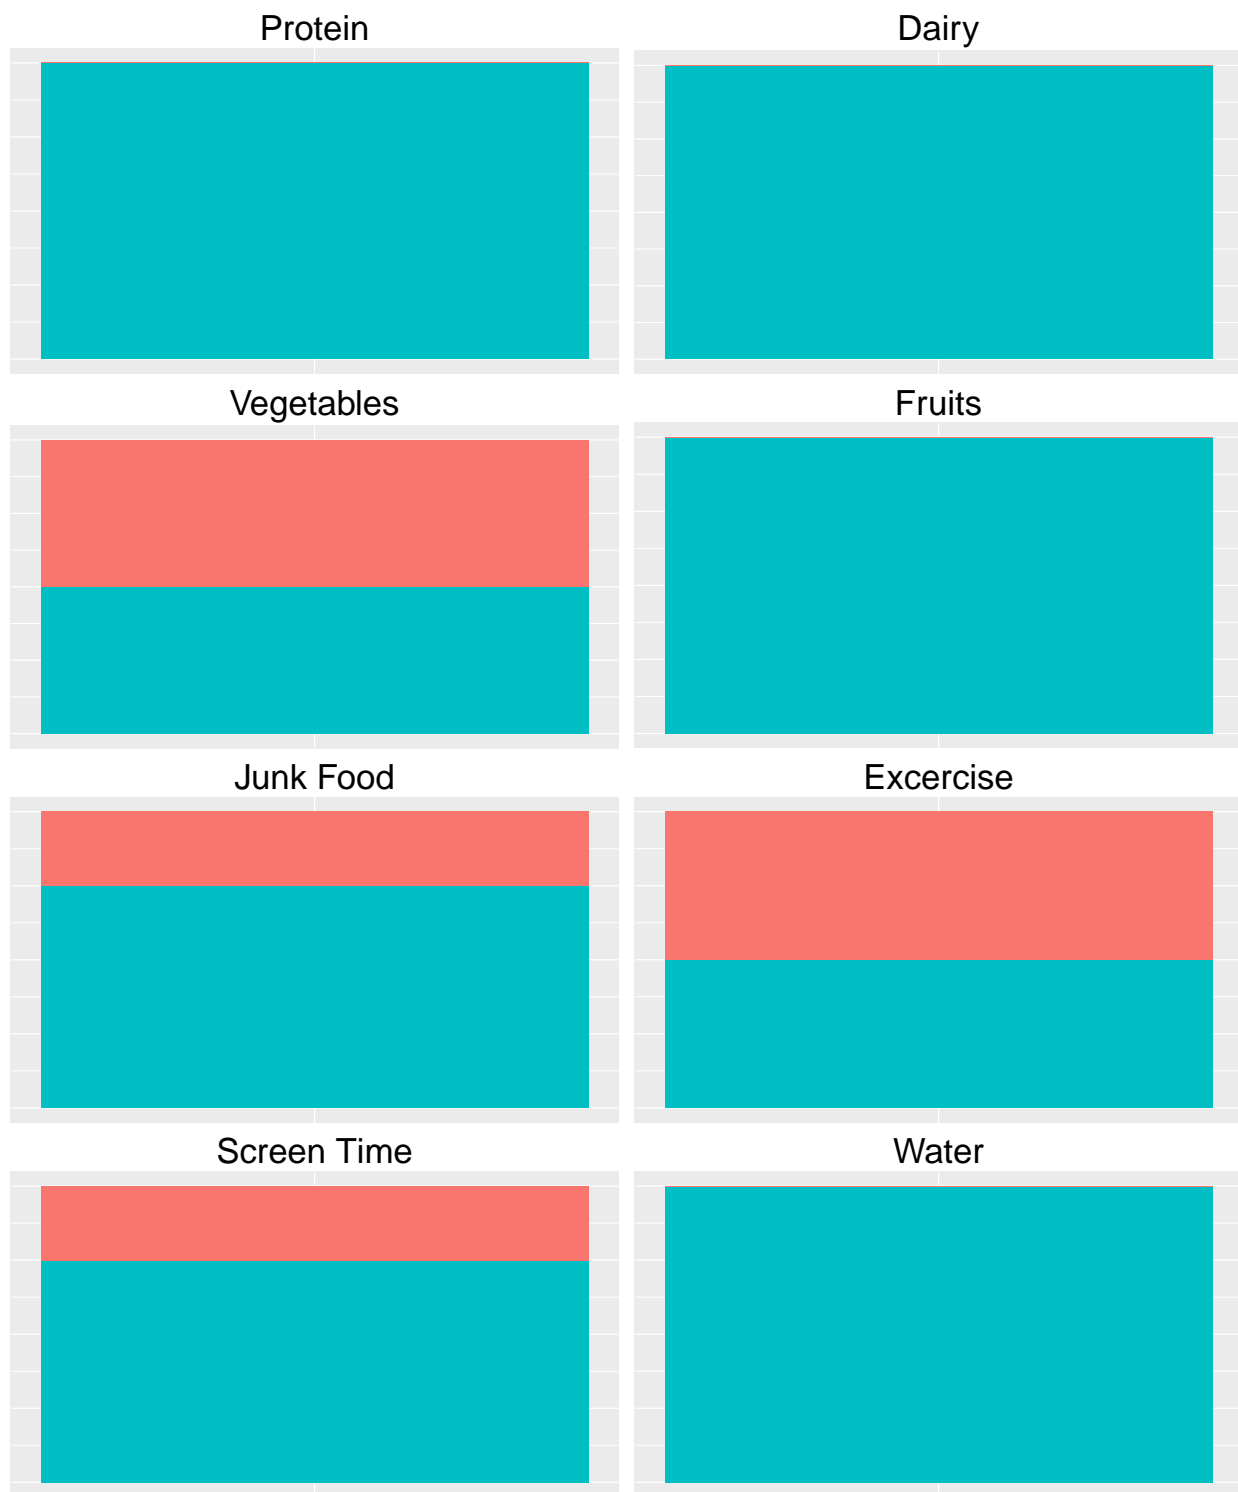 Protein
Dairy
Vegetables
Fruits
Junk Food
Excercise
Screen Time
Water